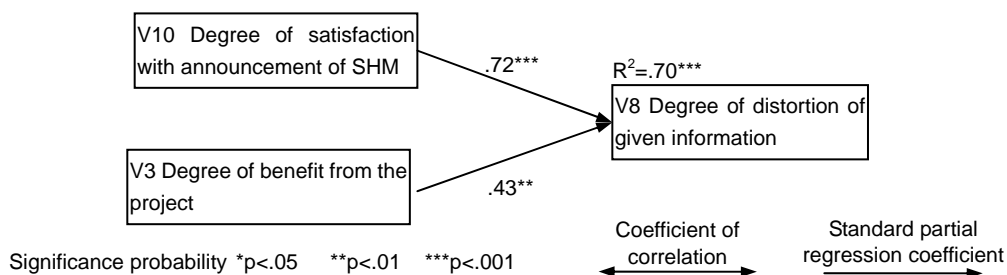 V10 Degree of satisfaction
with announcement of SHM
.72***
R²=.70***
V8 Degree of distortion of
given information
V3 Degree of benefit from the
project
.43**
Coefficient of
correlation
Standard partial
regression coefficient
Significance probability *p<.05 **p<.01 ***p<.001